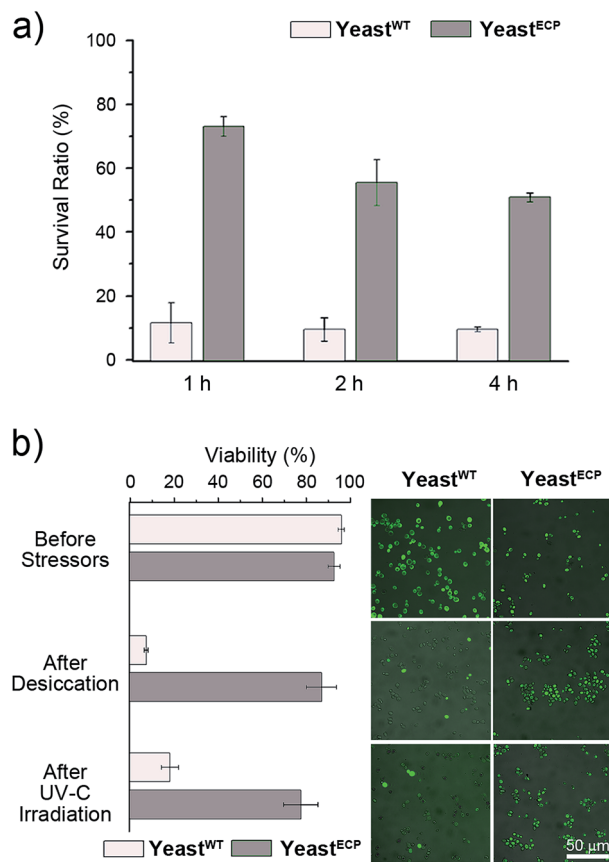 a)
Yeast^WT Yeast^ECP
100
80
60
40
20
0
Survival Ratio (%)
1 h 2 h 4 h
b)
Viability (%)
0 20 40 60 80 100
Yeast^WT Yeast^ECP
Before
Stressors
After
Desiccation
After
UV-C
Irradiation
50 µm
Yeast^WT Yeast^ECP